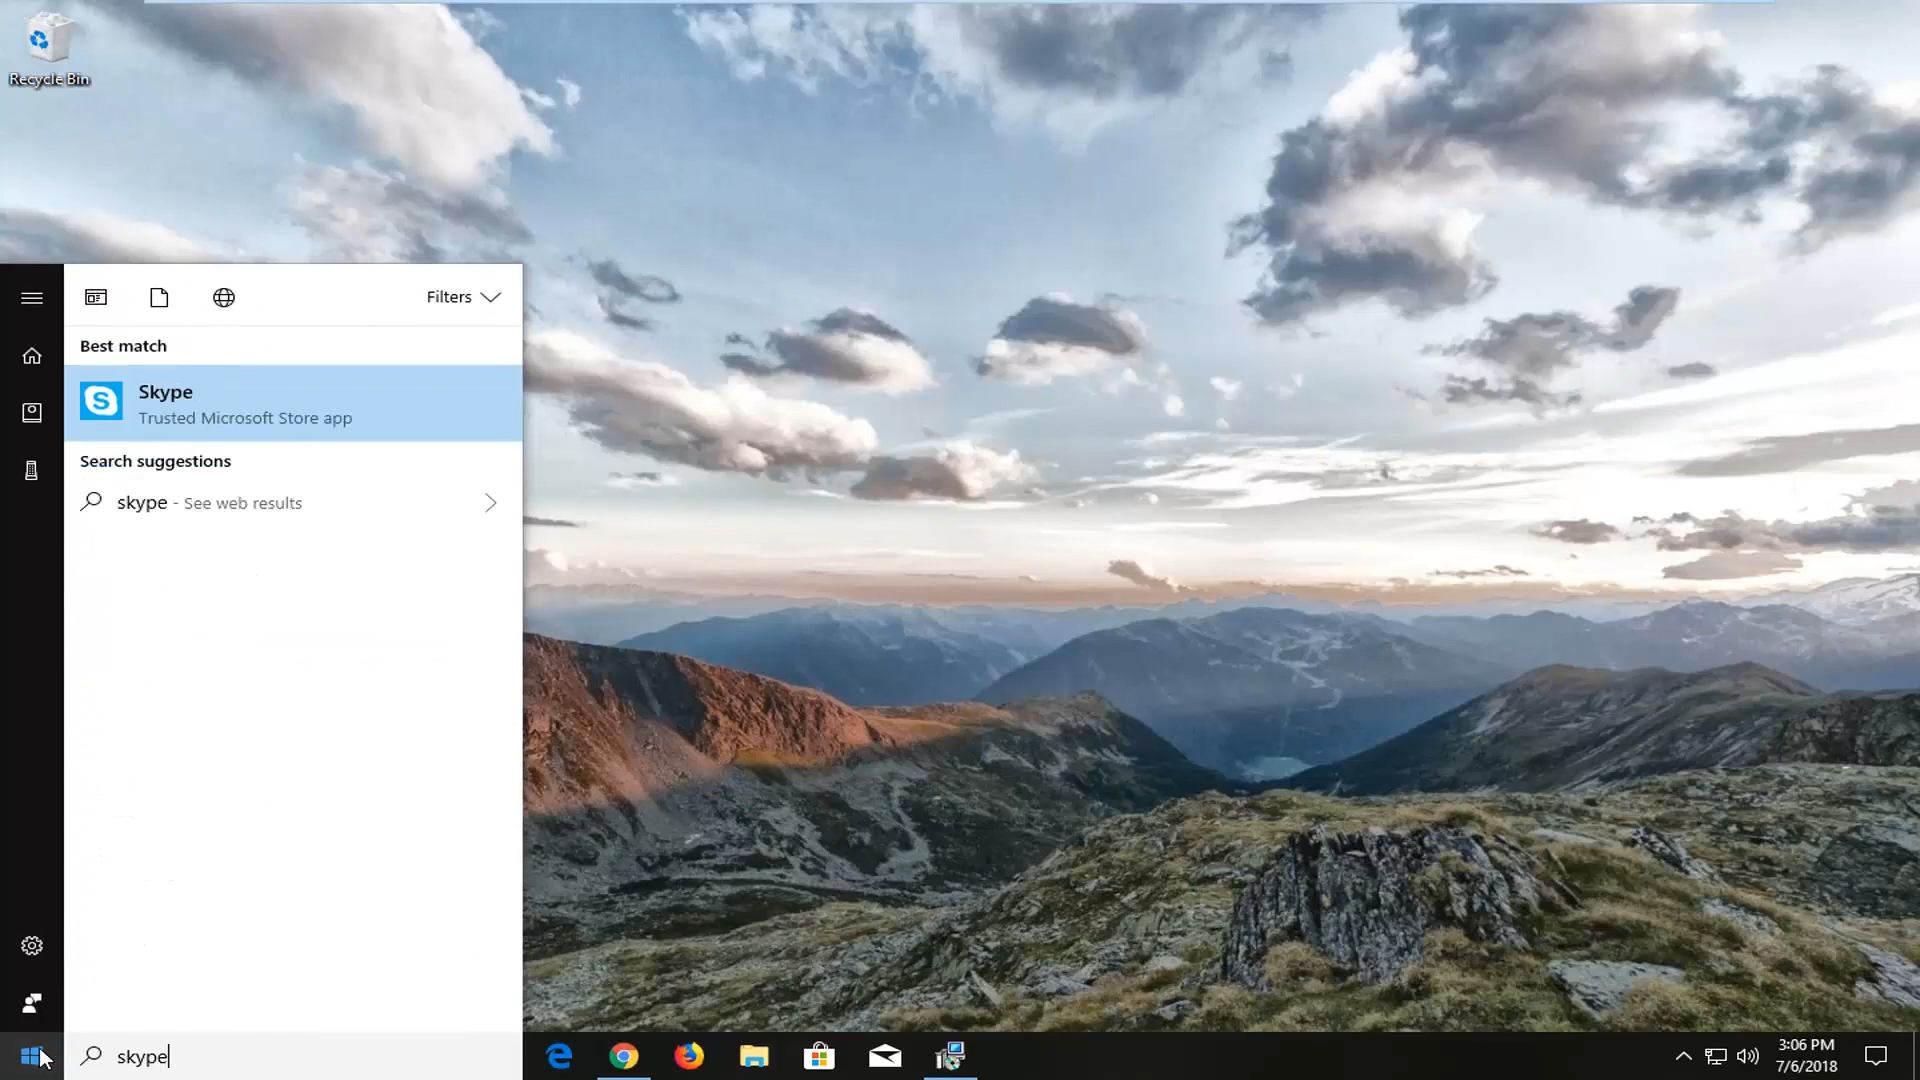 Recycle Bin
Filters
Best match
Skype
Trusted Microsoft Store app
Search suggestions
skype - See web results
skype
3:06 PM
7/6/2018